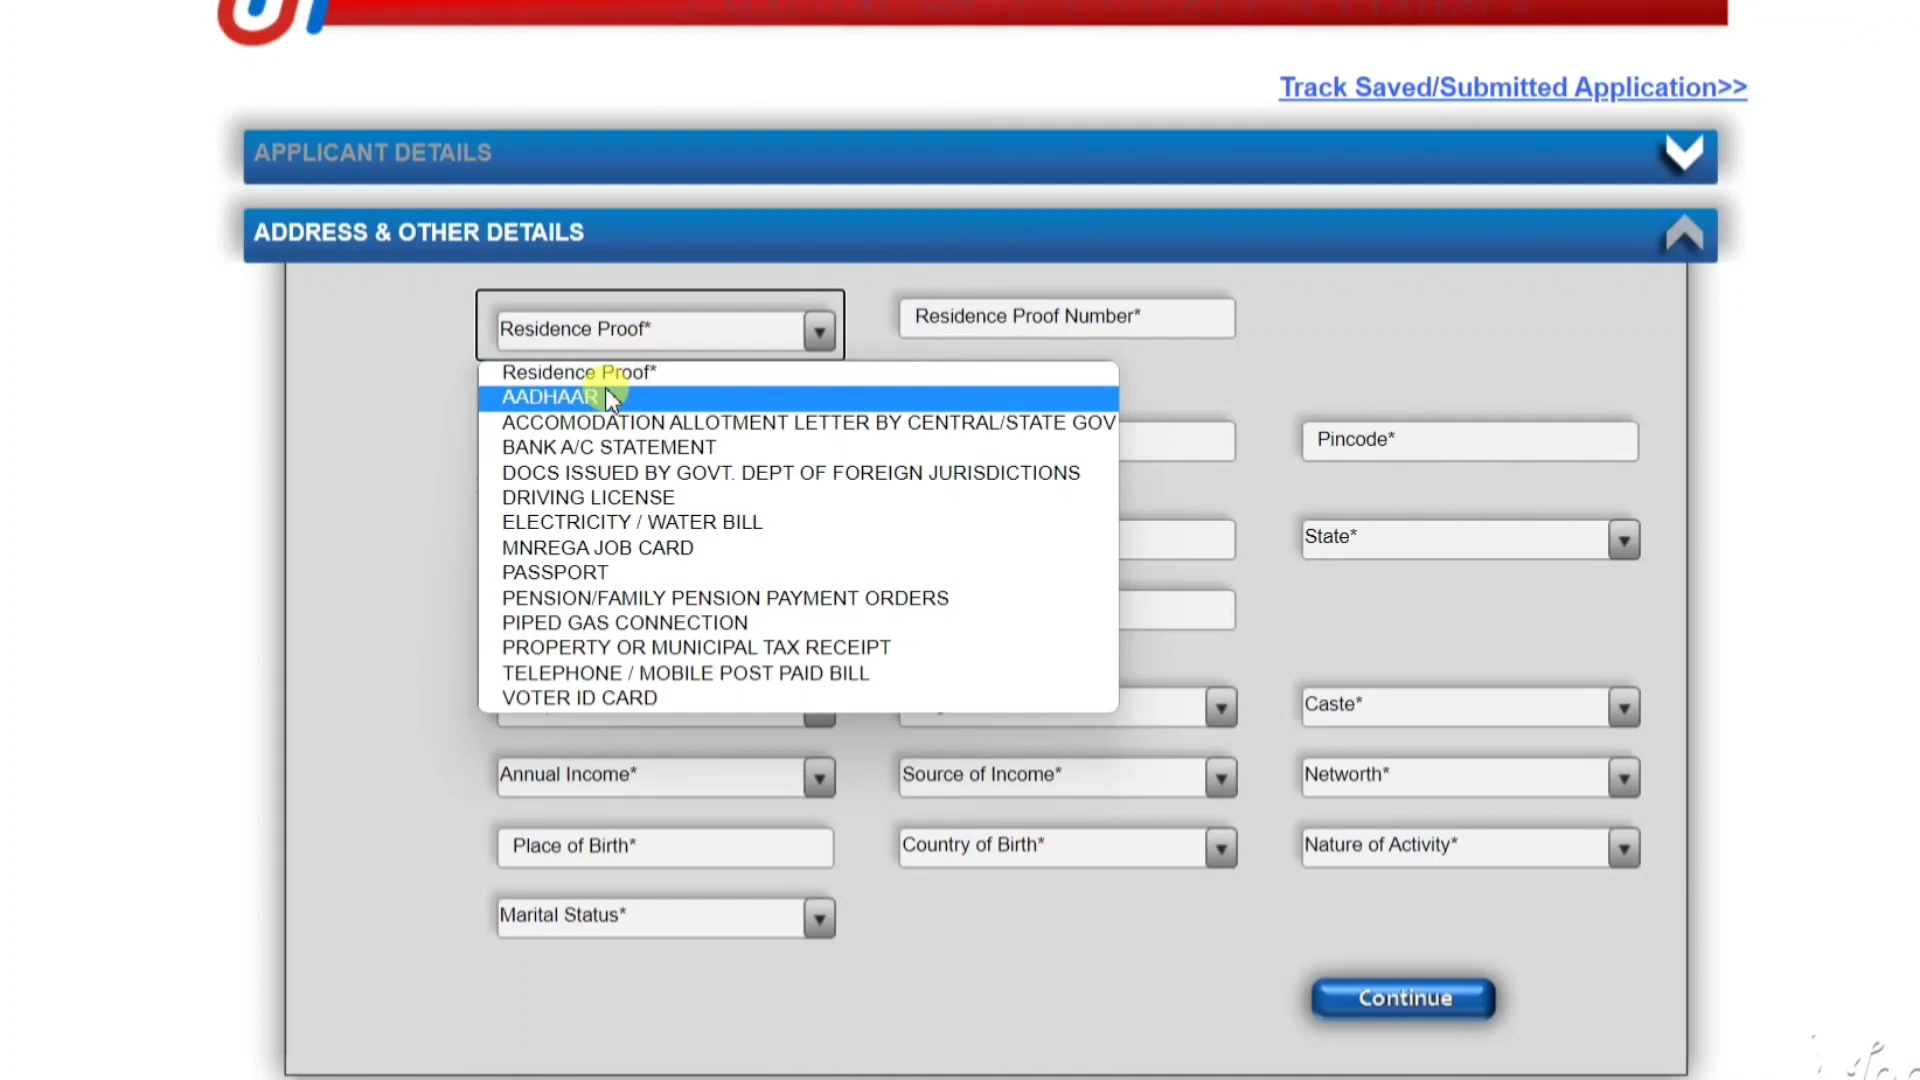 Track Saved/Submitted Application>>
APPLICANT DETAILS
ADDRESS & OTHER DETAILS
Residence Proof*
Residence Proof Number*
Residence Proof*
AADHAAR
ACCOMODATION ALLOTMENT LETTER BY CENTRAL/STATE GOV
BANK A/C STATEMENT
Pincode*
DOCS ISSUED BY GOVT. DEPT OF FOREIGN JURISDICTIONS
DRIVING LICENSE
ELECTRICITY / WATER BILL
State*
MNREGA JOB CARD
PASSPORT
PENSION/FAMILY PENSION PAYMENT ORDERS
PIPED GAS CONNECTION
PROPERTY OR MUNICIPAL TAX RECEIPT
TELEPHONE / MOBILE POST PAID BILL
VOTER ID CARD
Caste*
Annual Income*
Source of Income*
Networth*
Place of Birth*
Country of Birth*
Nature of Activity*
Marital Status*
Continue